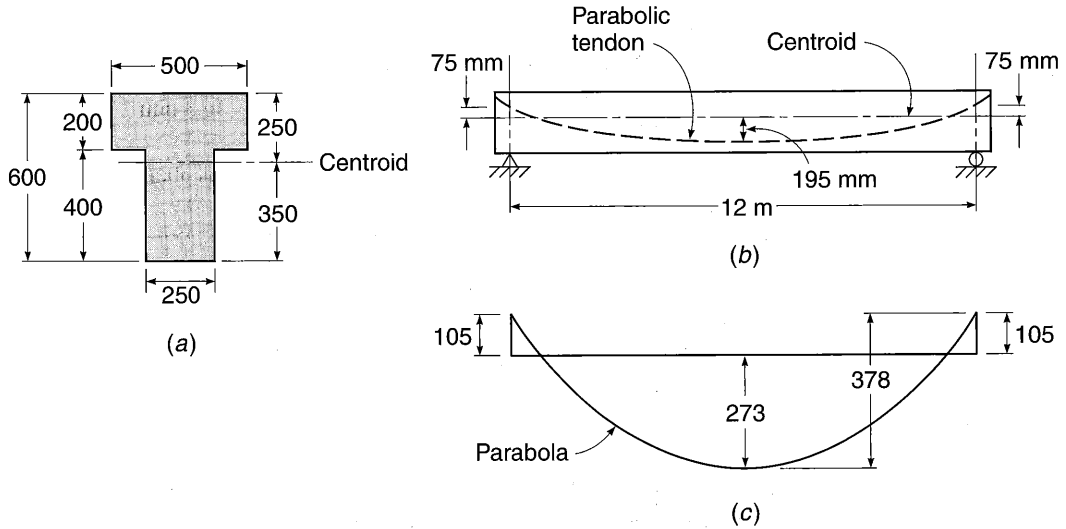 500
600
200
400
250
350
Centroid
250
(a)
Parabolic
tendon
Centroid
75 mm
75 mm
195 mm
12 m
(b)
105
105
378
273
Parabola
(c)